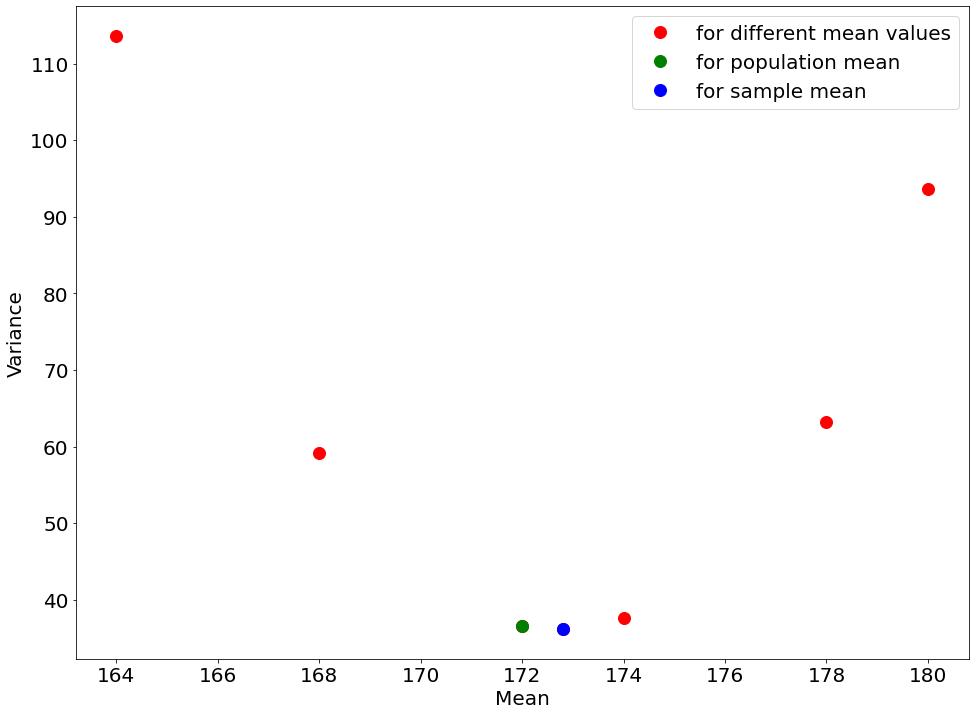 for different mean values
for population mean
for sample mean
110
100
90
80
70
60
50
40
Variance
164 166 168 170 172 174 176 178 180
Mean